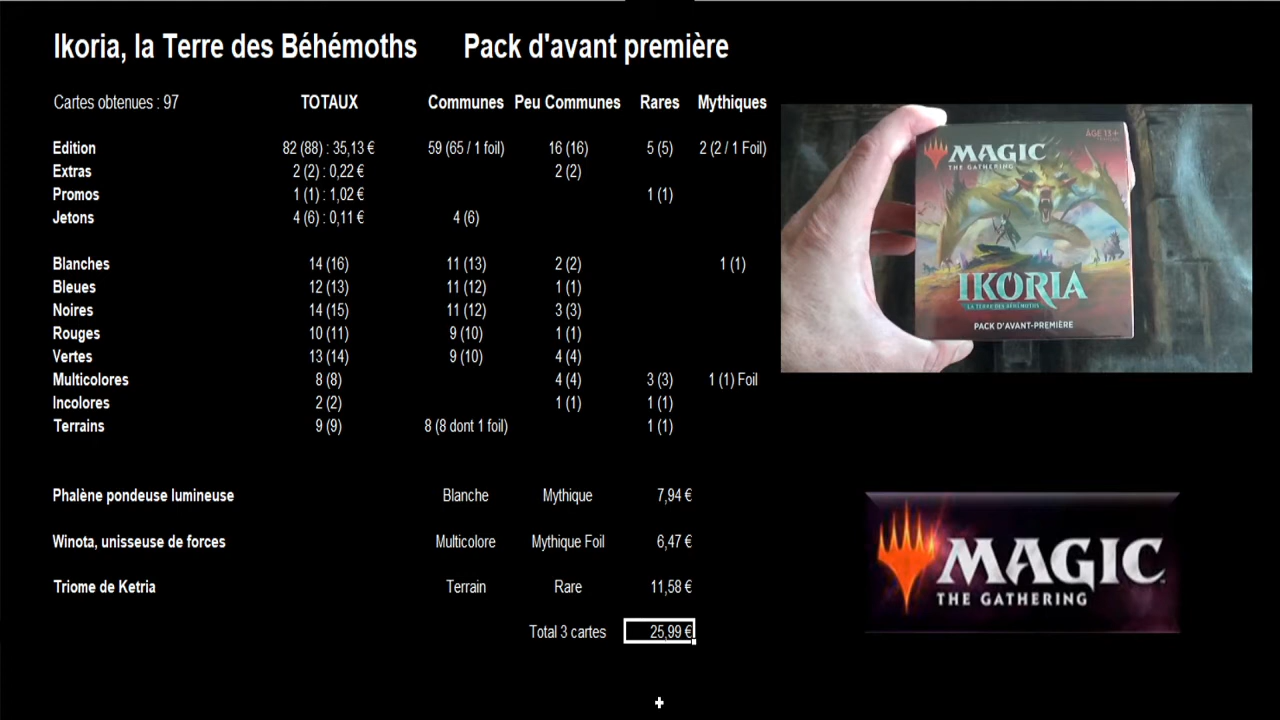 Ikoria, la Terre des Béhémoths Pack d'avant première
Cartes obtenues : 97 TOTAUX Communes Peu Communes Rares Mythiques
Edition 82 (88) : 35,13 € 59 (65 / 1 foil) 16 (16) 5 (5) 2 (2 / 1 Foil)
Extras 2 (2) : 0,22 € 2 (2)
Promos 1 (1) : 1,02 € 1 (1)
Jetons 4 (6) : 0,11 € 4 (6)
Blanches 14 (16) 11 (13) 2 (2) 1 (1)
Bleues 12 (13) 11 (12) 1 (1)
Noires 14 (15) 11 (12) 3 (3)
Rouges 10 (11) 9 (10) 1 (1)
Vertes 13 (14) 9 (10) 4 (4)
Multicolores 8 (8) 4 (4) 3 (3) 1 (1) Foil
Incolores 2 (2) 1 (1) 1 (1)
Terrains 9 (9) 8 (8 dont 1 foil) 1 (1)
Phalène pondeuse lumineuse Blanche Mythique 7,94 €
Winota, unisseuse de forces Multicolore Mythique Foil 6,47 €
Triome de Ketria Terrain Rare 11,58 €
Total 3 cartes 25,99 €
ÂGE 13+
MAGIC
THE GATHERING
IKORIA
LA TERRE DES BÉHÉMOTHS
PACK D'AVANT-PREMIÈRE
MAGIC
THE GATHERING